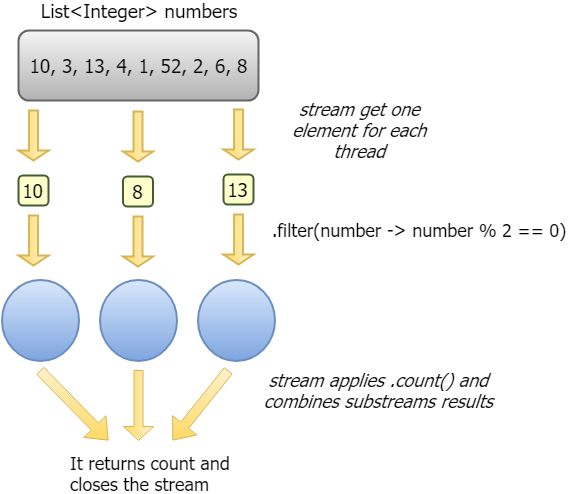 List<Integer> numbers
10, 3, 13, 4, 1, 52, 2, 6, 8
stream get one
element for each
thread
10
8
13
.filter(number -> number % 2 == 0)
stream applies .count() and
combines substreams results
It returns count and
closes the stream